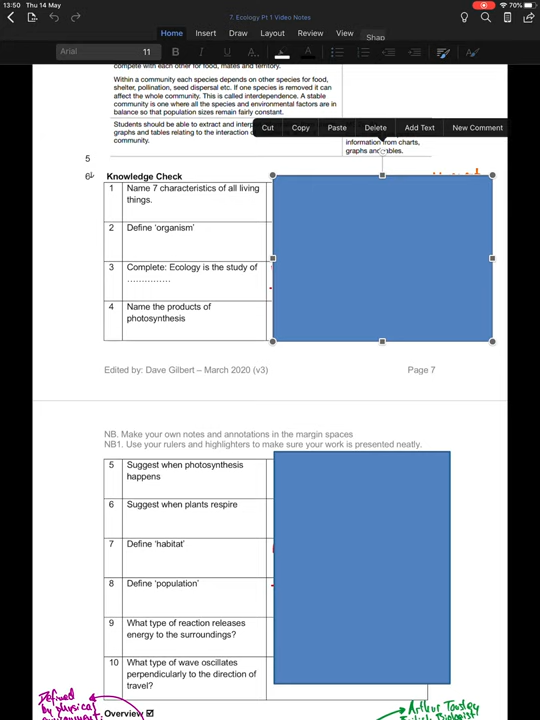 13:50 Thu 14 May
70%
7. Ecology Pt 1 Video Notes
Home Insert Draw Layout Review View Shap
Arial 11 B I U A..
compete with each other for food, mates and territory.
Within a community each species depends on other species for food,
shelter, pollination, seed dispersal etc. If one species is removed it can
affect the whole community. This is called interdependence. A stable
community is one where all the species and environmental factors are in
balance so that population sizes remain fairly constant.
Students should be able to extract and
graphs and tables relating to the interaction
community.
Cut Copy Paste Delete Add Text New Comment
information from charts,
graphs and tables.
5
6 Knowledge Check
1 Name 7 characteristics of all living
things.
2 Define ‘organism’
3 Complete: Ecology is the study of
……………
4 Name the products of
photosynthesis
Edited by: Dave Gilbert – March 2020 (v3) Page 7
NB. Make your own notes and annotations in the margin spaces
NB1. Use your rulers and highlighters to make sure your work is presented neatly.
5 Suggest when photosynthesis
happens
6 Suggest when plants respire
7 Define ‘habitat’
8 Define ‘population’
9 What type of reaction releases
energy to the surroundings?
10 What type of wave oscillates
perpendicularly to the direction of
travel?
Defined
by physical
Overview
Arthur Tansley